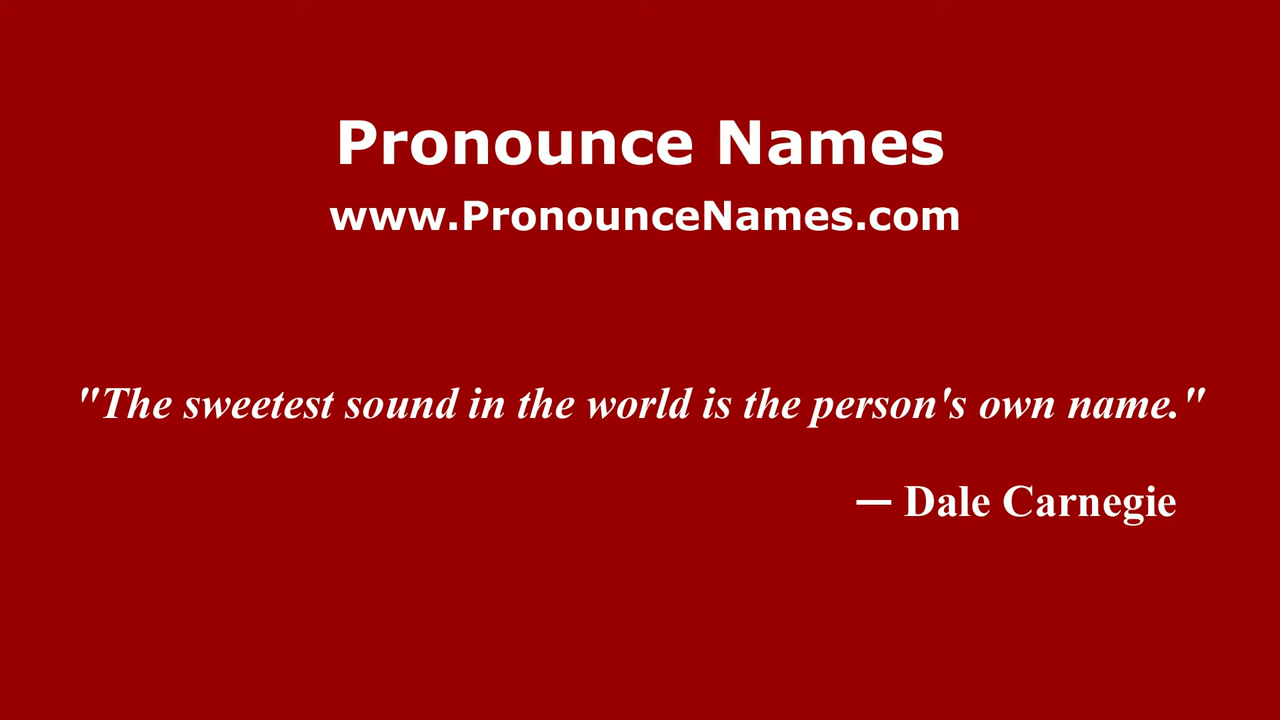 Pronounce Names
www.PronounceNames.com
"The sweetest sound in the world is the person's own name."
— Dale Carnegie